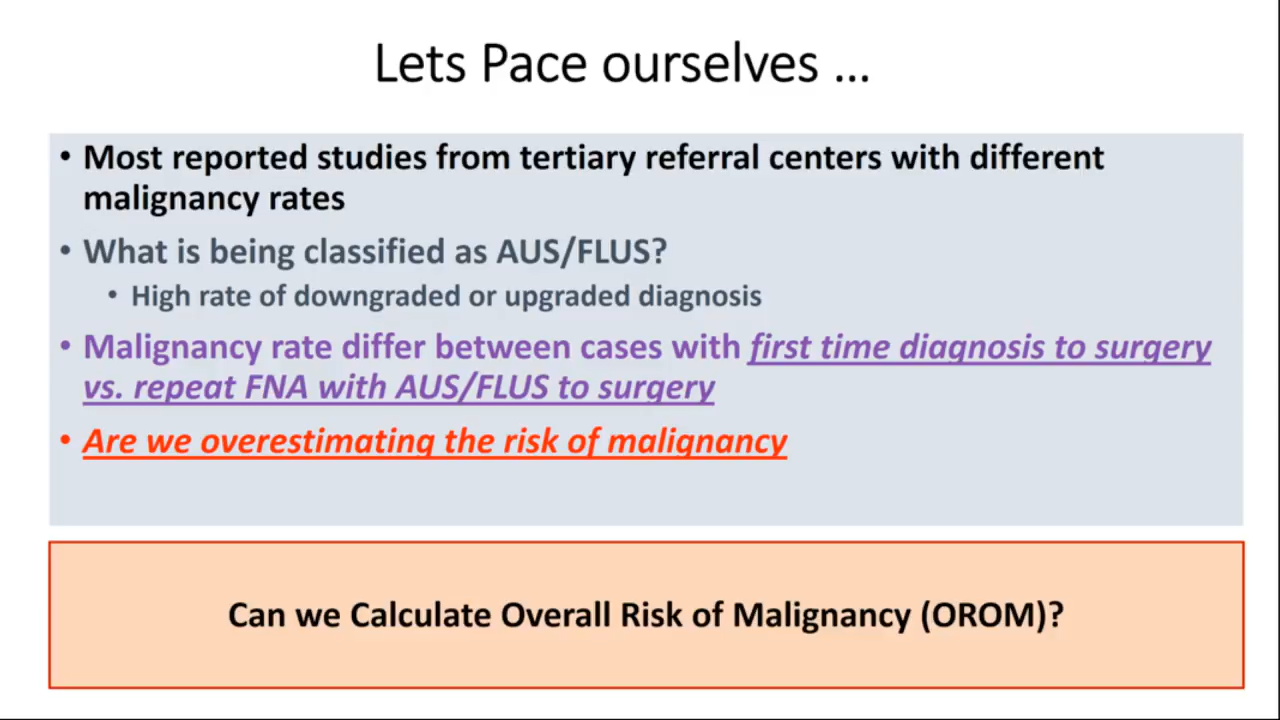 Lets Pace ourselves ...
• Most reported studies from tertiary referral centers with different
malignancy rates
• What is being classified as AUS/FLUS?
• High rate of downgraded or upgraded diagnosis
• Malignancy rate differ between cases with first time diagnosis to surgery
vs. repeat FNA with AUS/FLUS to surgery
• Are we overestimating the risk of malignancy
Can we Calculate Overall Risk of Malignancy (OROM)?